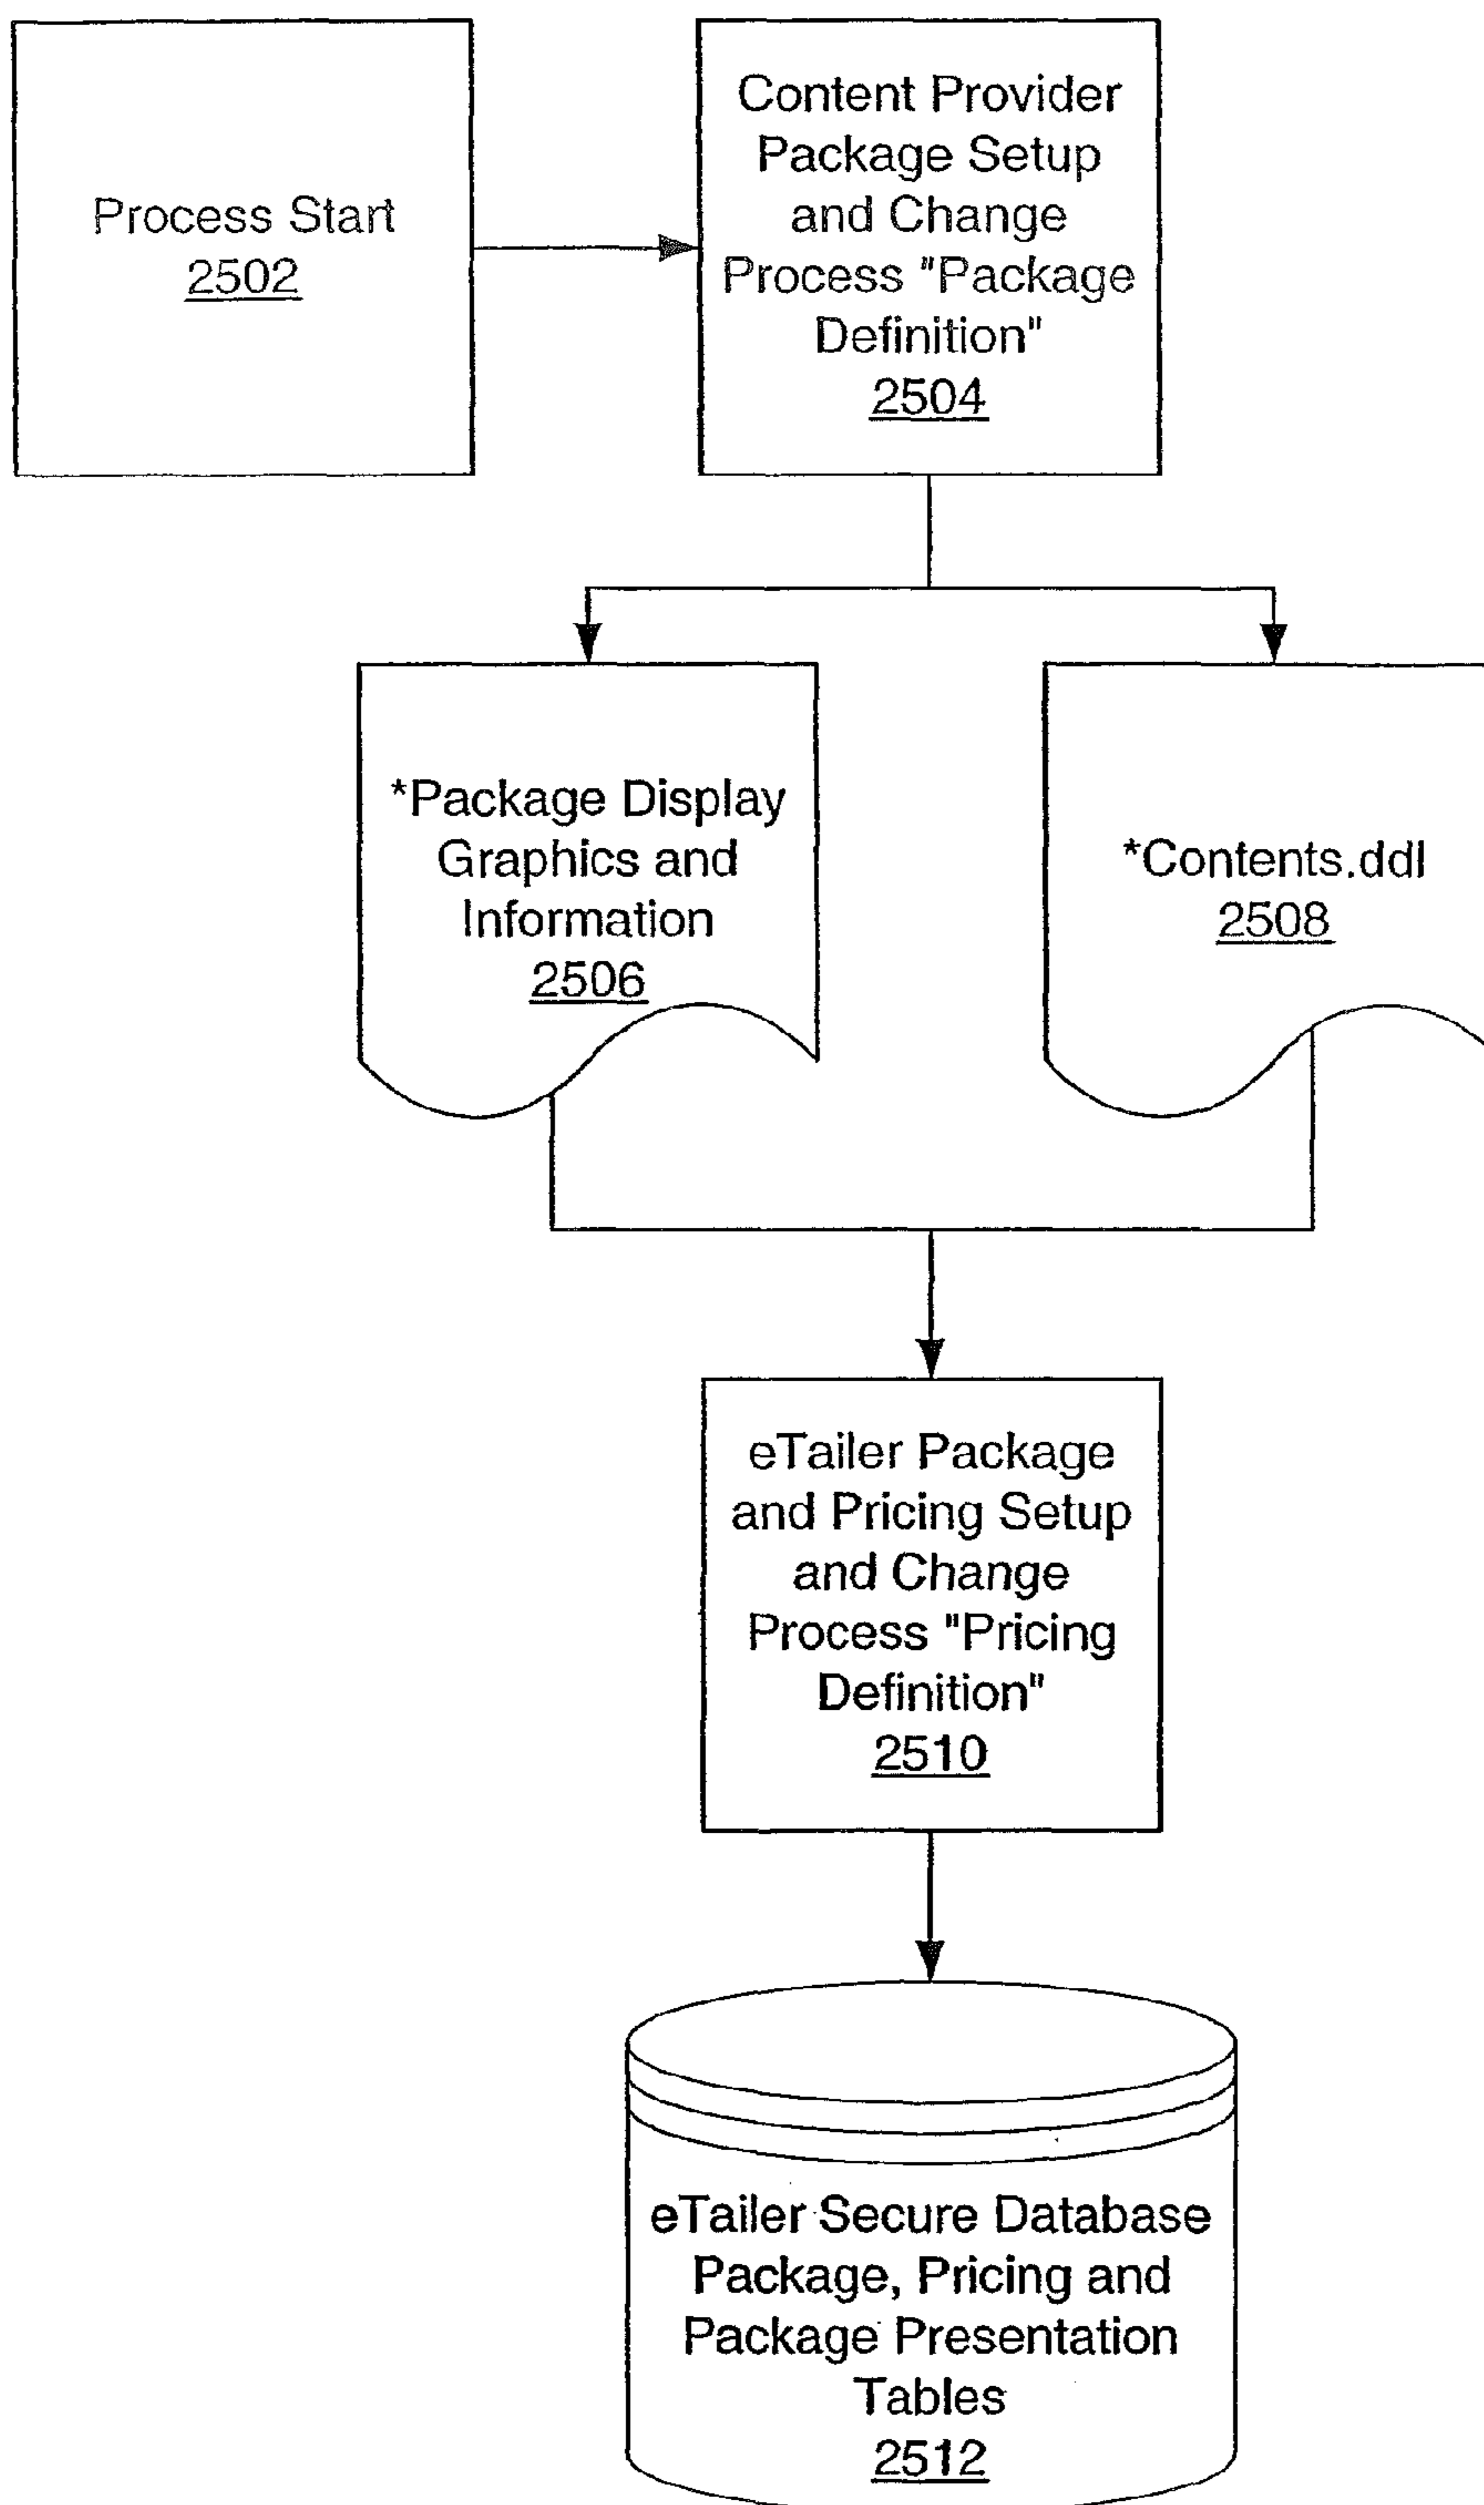 Process Start
2502
Content Provider
Package Setup
and Change
Process "Package
Definition"
2504
*Package Display
Graphics and
Information
2506
*Contents.ddl
2508
eTailer Package
and Pricing Setup
and Change
Process "Pricing
Definition"
2510
eTailer Secure Database
Package, Pricing and
Package Presentation
Tables
2512